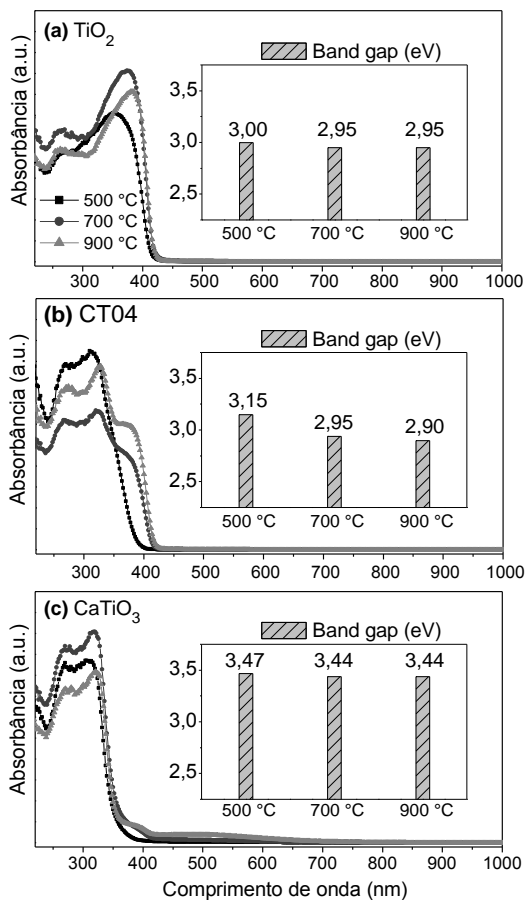 (a) TiO2
Band gap (eV)
Absorbância (a.u.)
3,5
3,0
2,5
3,00
2,95
2,95
500 °C
700 °C
900 °C
500 °C
700 °C
900 °C
300 400 500 600 700 800 900 1000
(b) CT04
Band gap (eV)
Absorbância (a.u.)
3,5
3,0
2,5
3,15
2,95
2,90
500 °C
700 °C
900 °C
300 400 500 600 700 800 900 1000
(c) CaTiO3
Band gap (eV)
Absorbância (a.u.)
3,5
3,0
2,5
3,47
3,44
3,44
500 °C
700 °C
900 °C
300 400 500 600 700 800 900 1000
Comprimento de onda (nm)